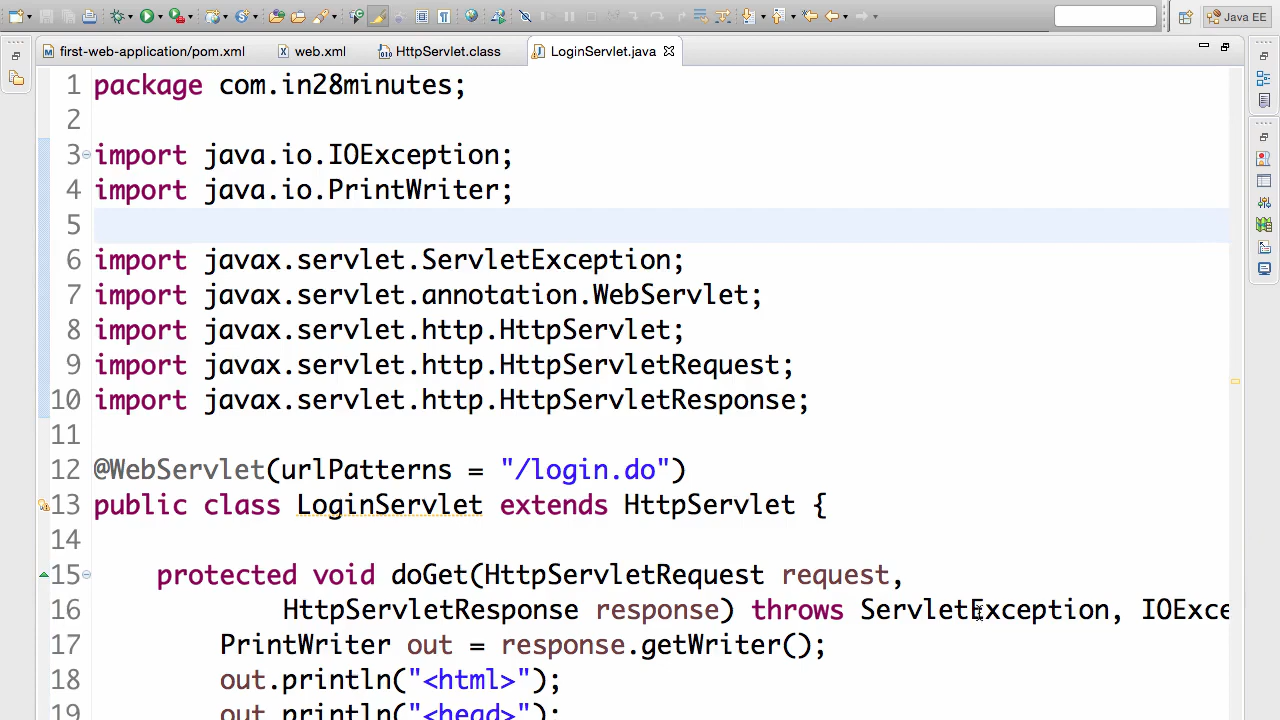 Java EE
first-web-application/pom.xml web.xml HttpServlet.class LoginServlet.java
1 package com.in28minutes;
2
3 import java.io.IOException;
4 import java.io.PrintWriter;
5
6 import javax.servlet.ServletException;
7 import javax.servlet.annotation.WebServlet;
8 import javax.servlet.http.HttpServlet;
9 import javax.servlet.http.HttpServletRequest;
10 import javax.servlet.http.HttpServletResponse;
11
12 @WebServlet(urlPatterns = "/login.do")
13 public class LoginServlet extends HttpServlet {
14
15 protected void doGet(HttpServletRequest request,
16 HttpServletResponse response) throws ServletException, IOExce
17 PrintWriter out = response.getWriter();
18 out.println("<html>");
19 out.println("<head>");